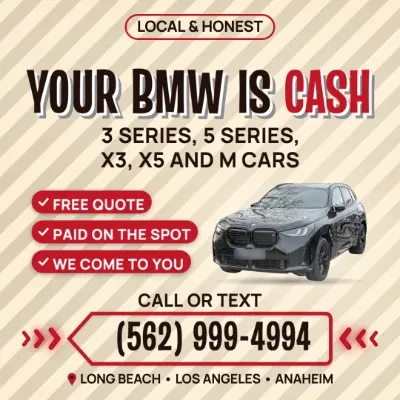 LOCAL & HONEST
YOUR BMW IS CASH
3 SERIES, 5 SERIES,
X3, X5 AND M CARS
FREE QUOTE
PAID ON THE SPOT
WE COME TO YOU
CALL OR TEXT
(562) 999-4994
LONG BEACH • LOS ANGELES • ANAHEIM